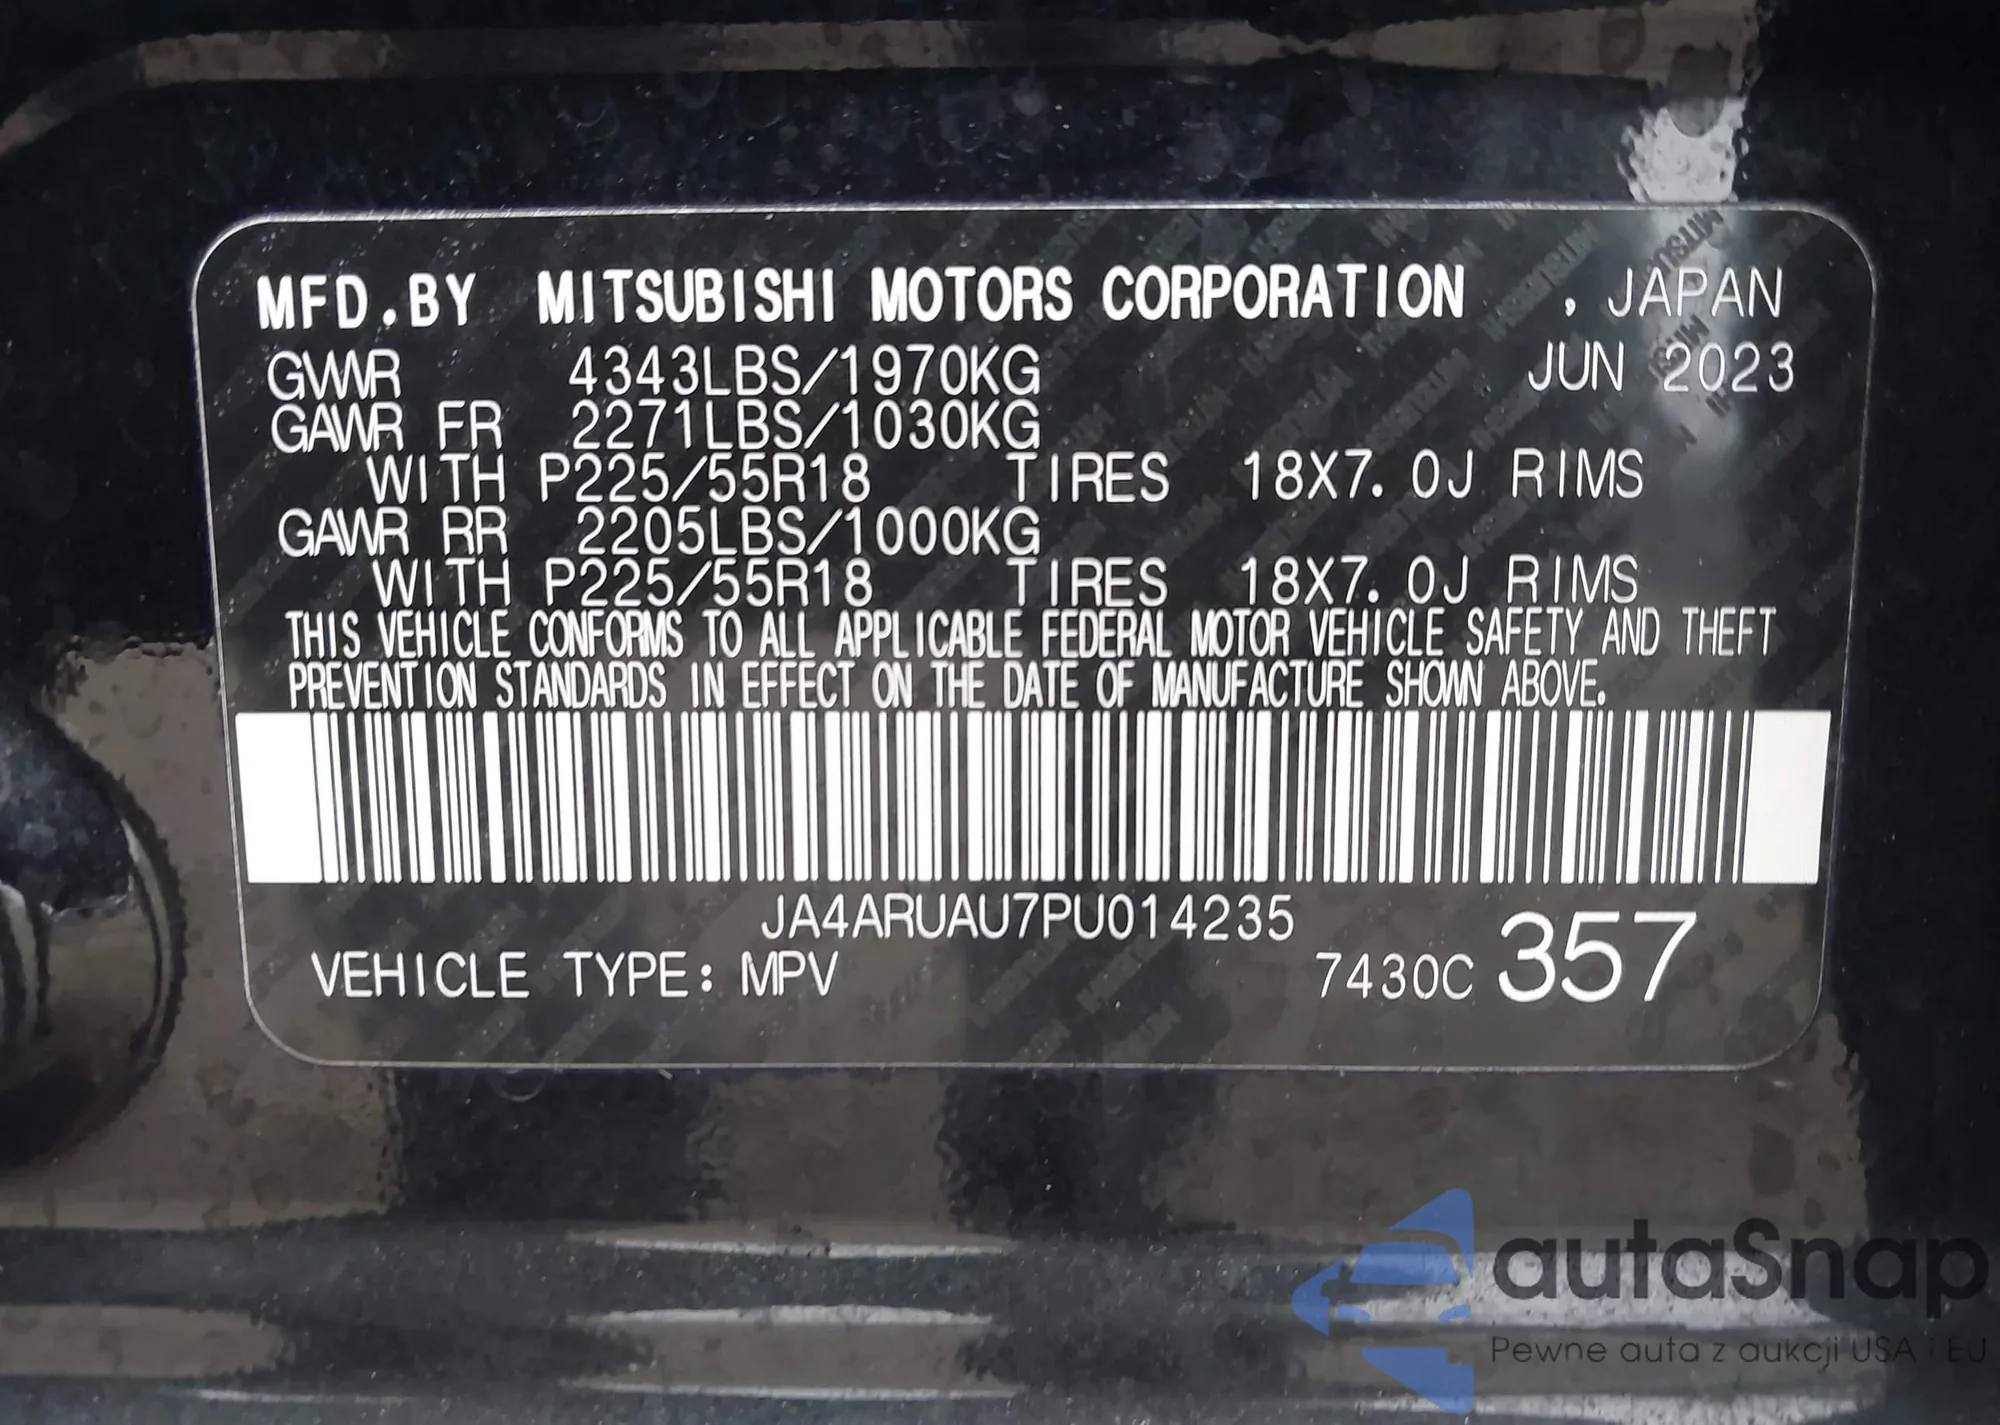 MFD.BY MITSUBISHI MOTORS CORPORATION , JAPAN
GVWR 4343LBS/1970KG JUN 2023
GAWR FR 2271LBS/1030KG
WITH P225/55R18 TIRES 18X7.0J RIMS
GAWR RR 2205LBS/1000KG
WITH P225/55R18 TIRES 18X7.0J RIMS
THIS VEHICLE CONFORMS TO ALL APPLICABLE FEDERAL MOTOR VEHICLE SAFETY AND THEFT
PREVENTION STANDARDS IN EFFECT ON THE DATE OF MANUFACTURE SHOWN ABOVE.
JA4ARUAU7PU014235
VEHICLE TYPE: MPV 7430C 357
autaSnap
Pewne auta z aukcji USA i EU